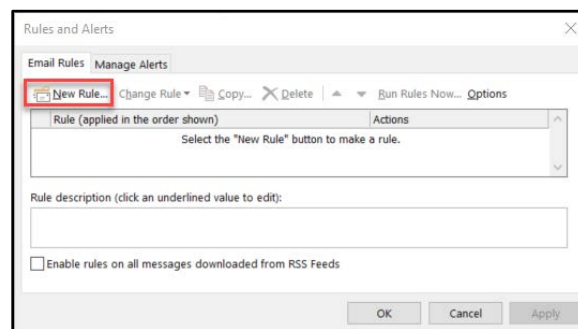 Rules and Alerts
Email Rules Manage Alerts
New Rule... Change Rule Copy... Delete Run Rules Now... Options
Rule (applied in the order shown) Actions
Select the "New Rule" button to make a rule.
Rule description (click an underlined value to edit):
Enable rules on all messages downloaded from RSS Feeds
OK Cancel Apply